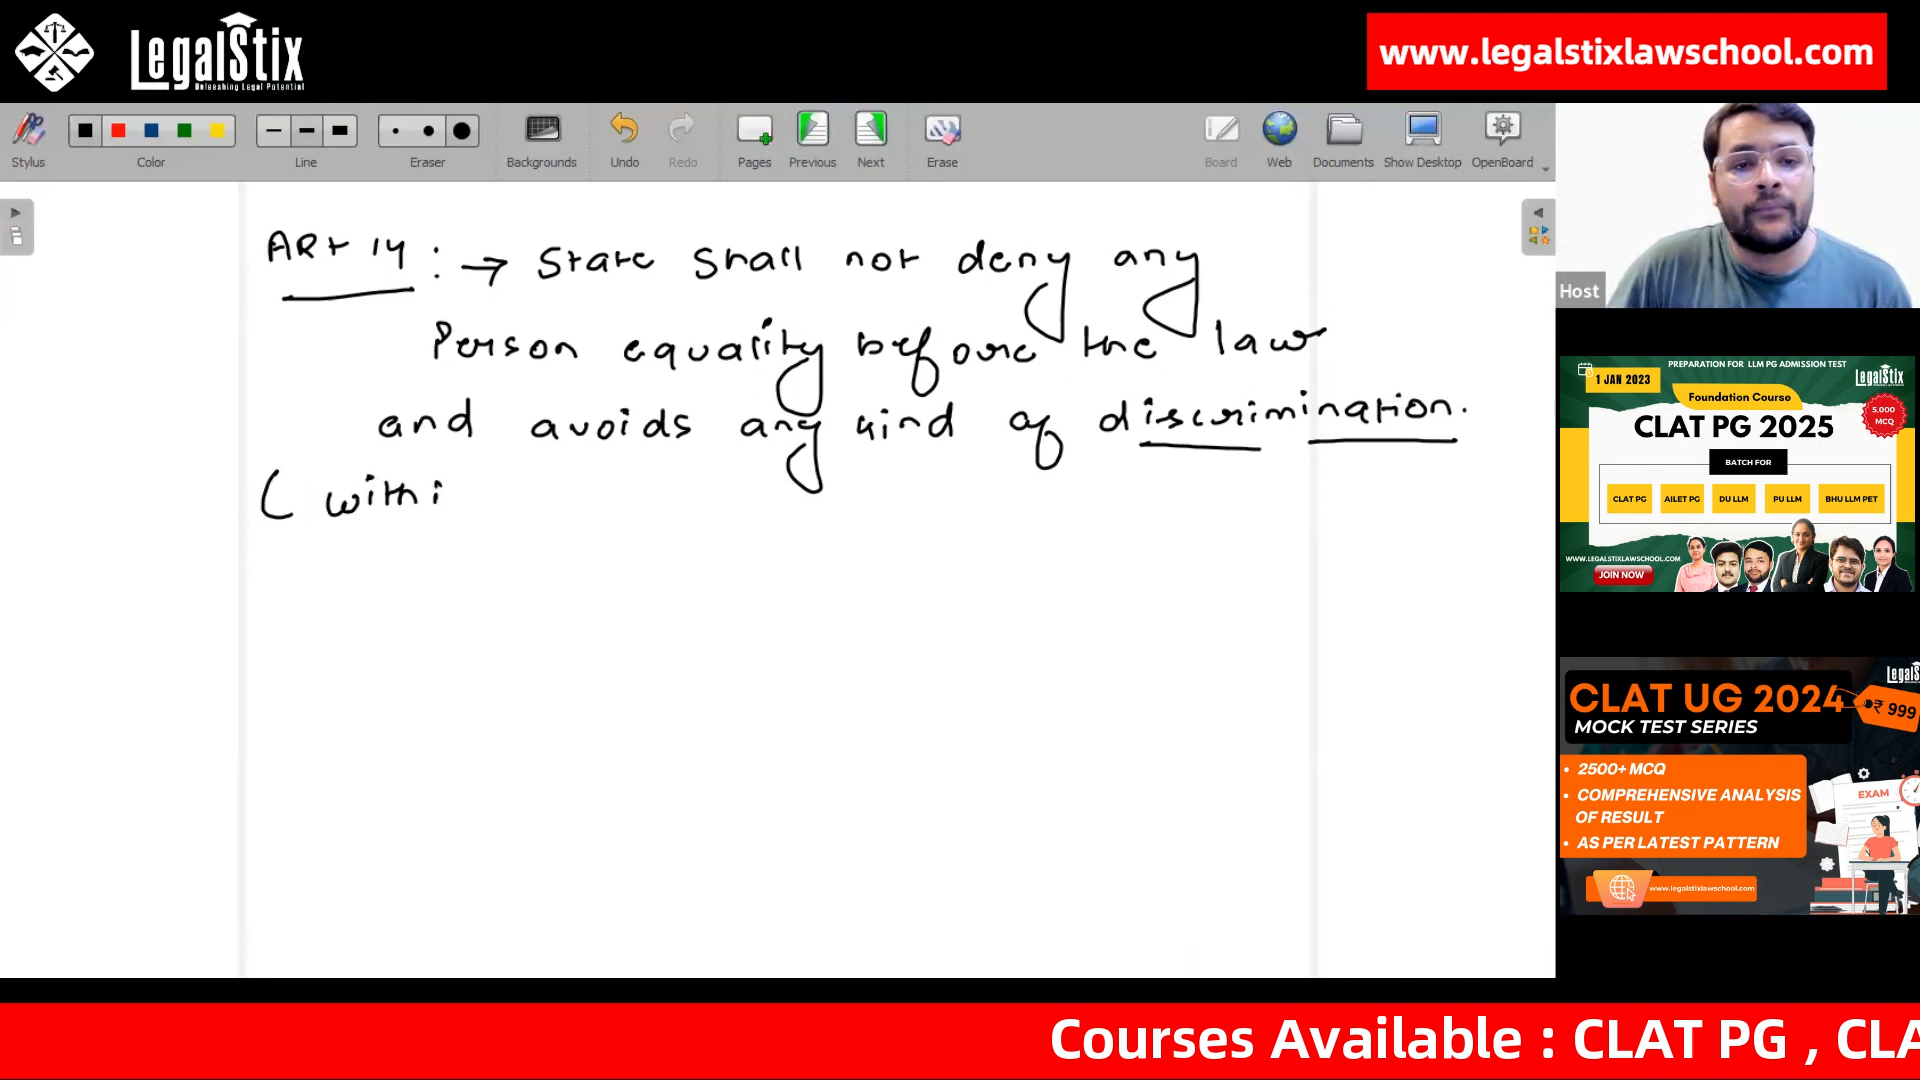 LegalStix
Unleashing Legal Potential
www.legalstixlawschool.com
Stylus
Color
Line
Eraser
Backgrounds
Undo
Redo
Pages
Previous
Next
Erase
Board
Web
Documents
Show Desktop
OpenBoard
ARt 14 : → State shall not deny any
Person equality before the law
and avoids any kind of discrimination.
( withi
Host
PREPARATION FOR LLM PG ADMISSION TEST
1 JAN 2023
LegalStix
Foundation Course
5,000
MCQ
CLAT PG 2025
BATCH FOR
CLAT PG
AILET PG
DU LLM
PU LLM
BHU LLM PET
WWW.LEGALSTIXLAWSCHOOL.COM
JOIN NOW
LegalS
CLAT UG 2024
₹ 999
MOCK TEST SERIES
• 2500+ MCQ
• COMPREHENSIVE ANALYSIS
OF RESULT
• AS PER LATEST PATTERN
EXAM
www.legalstixlawschool.com
Courses Available : CLAT PG , CLA